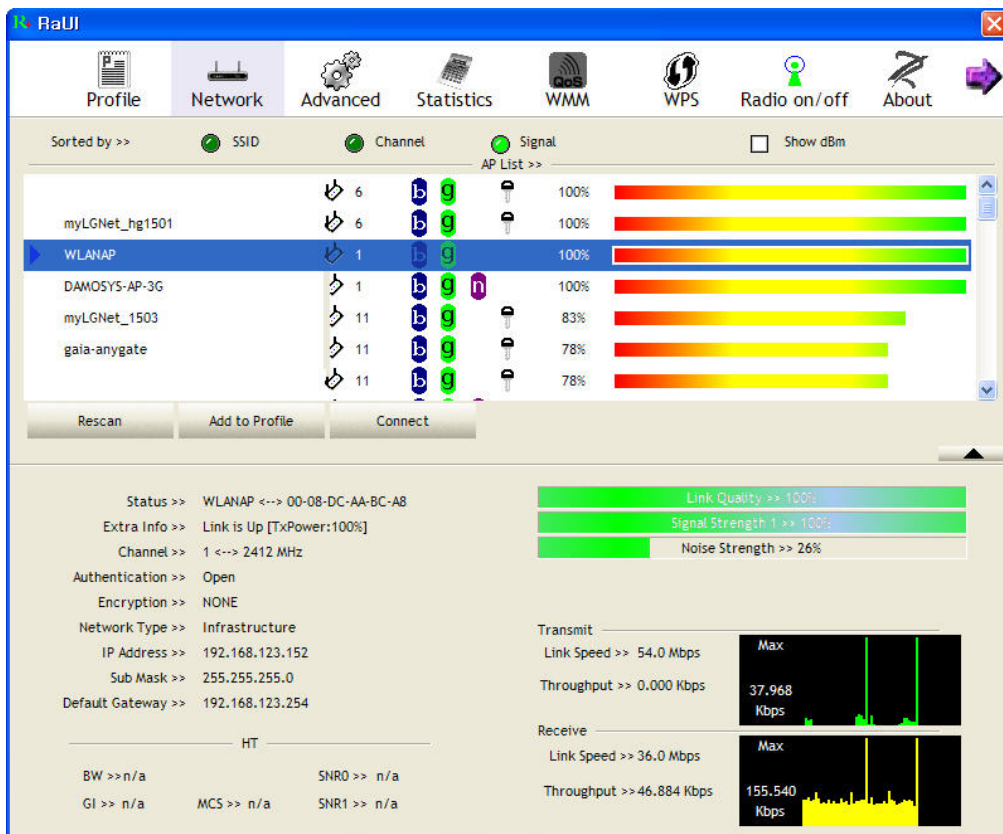 RaUI
Profile Network Advanced Statistics QoS WMM WPS Radio on/off About
Sorted by >> SSID Channel Signal Show dBm
AP List >>
6 b g 100%
myLGNet_hg1501 6 b g 100%
WLANAP 1 b g 100%
DAMOSYS-AP-3G 1 b g n 100%
myLGNet_1503 11 b g 83%
gaia-anygate 11 b g 78%
11 b g 78%
Rescan Add to Profile Connect
Status >> WLANAP <--> 00-08-DC-AA-BC-A8
Extra Info >> Link is Up [TxPower:100%]
Channel >> 1 <--> 2412 MHz
Authentication >> Open
Encryption >> NONE
Network Type >> Infrastructure
IP Address >> 192.168.123.152
Sub Mask >> 255.255.255.0
Default Gateway >> 192.168.123.254
HT
BW >>n/a SNR0 >> n/a
GI >> n/a MCS >> n/a SNR1 >> n/a
Link Quality >> 100%
Signal Strength 1 >> 100%
Noise Strength >> 26%
Transmit
Link Speed >> 54.0 Mbps
Throughput >> 0.000 Kbps
Max
37.968
Kbps
Receive
Link Speed >> 36.0 Mbps
Throughput >>46.884 Kbps
Max
155.540
Kbps